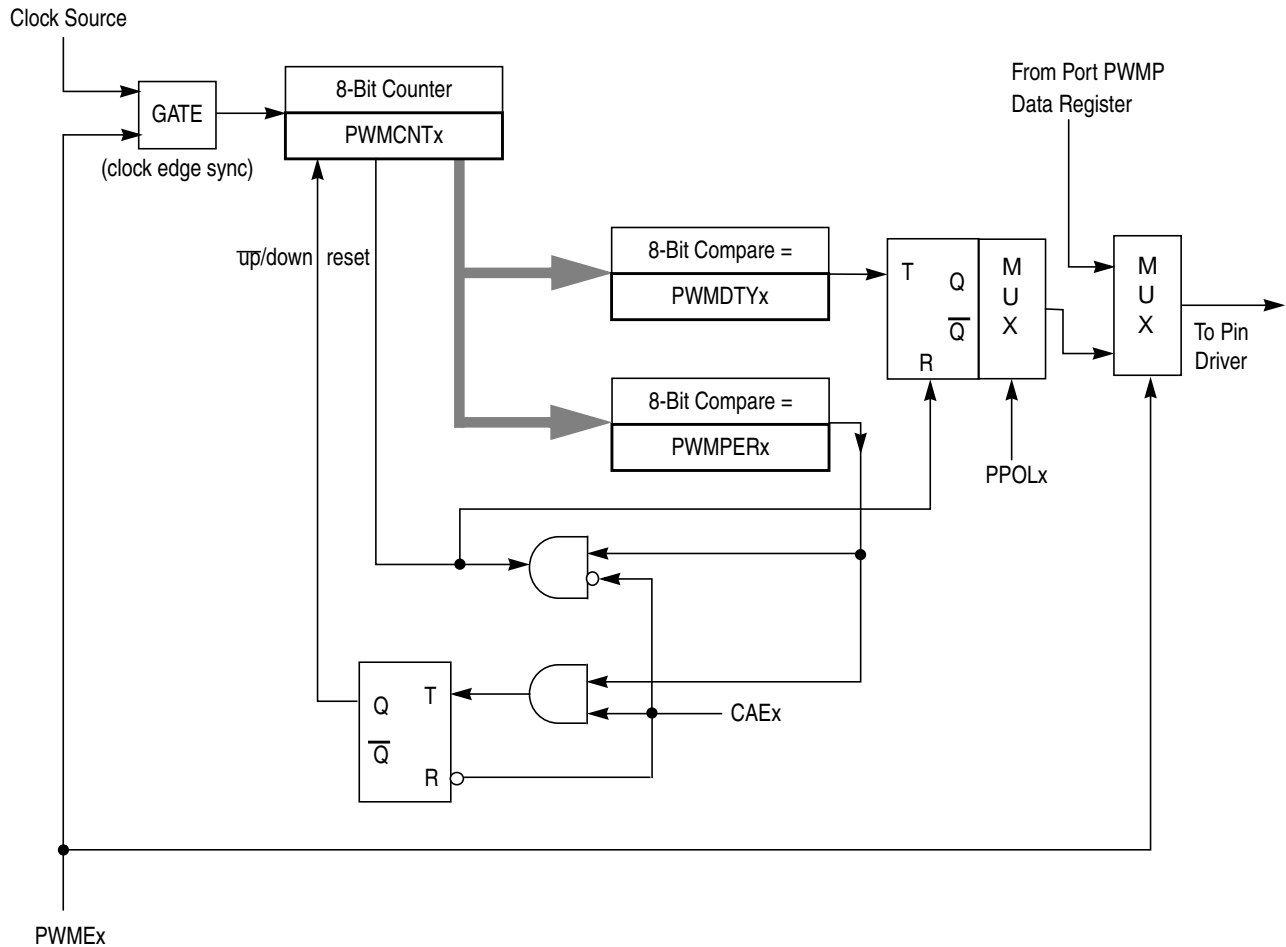 Clock Source
GATE
(clock edge sync)
8-Bit Counter
PWMCNTx
From Port PWMP
Data Register
u̅p̅/down reset
8-Bit Compare =
PWMDTYx
T
Q
Q̅
R
M
U
X
M
U
X
To Pin
Driver
8-Bit Compare =
PWMPERx
PPOLx
Q
T
Q̅
R
CAEx
PWMEx